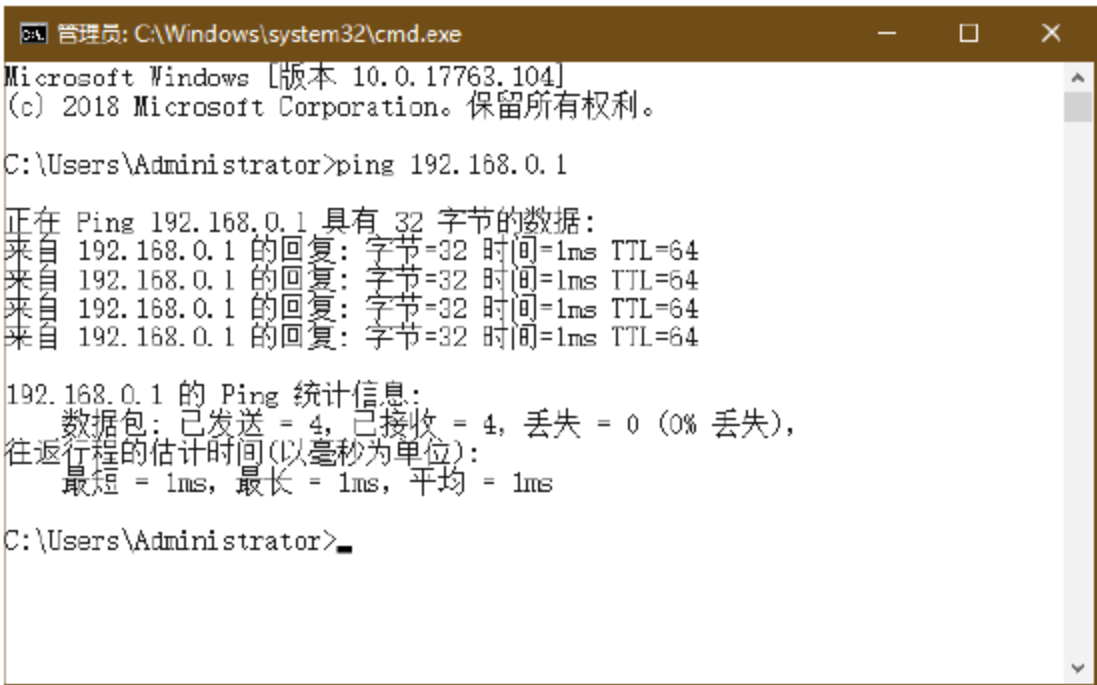 管理员: C:\Windows\system32\cmd.exe
Microsoft Windows [版本 10.0.17763.104]
(c) 2018 Microsoft Corporation。保留所有权利。
C:\Users\Administrator>ping 192.168.0.1
正在 Ping 192.168.0.1 具有 32 字节的数据:
来自 192.168.0.1 的回复: 字节=32 时间=1ms TTL=64
来自 192.168.0.1 的回复: 字节=32 时间=1ms TTL=64
来自 192.168.0.1 的回复: 字节=32 时间=1ms TTL=64
来自 192.168.0.1 的回复: 字节=32 时间=1ms TTL=64
192.168.0.1 的 Ping 统计信息:
数据包: 已发送 = 4, 已接收 = 4, 丢失 = 0 (0% 丢失),
往返行程的估计时间(以毫秒为单位):
最短 = 1ms, 最长 = 1ms, 平均 = 1ms
C:\Users\Administrator>